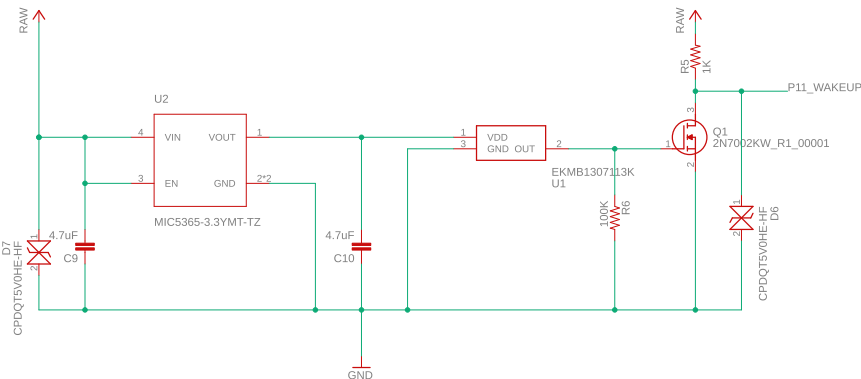 RAW
RAW
R5
1K
P11_WAKEUP
U2
4
VIN
VOUT
1
3
EN
GND
2*2
MIC5365-3.3YMT-TZ
1
VDD
3
GND
OUT
2
EKMB1307113K
U1
3
Q1
1
2N7002KW_R1_00001
2
100K
R6
1
2
D6
CPDQT5V0HE-HF
D7
CPDQT5V0HE-HF
1
2
4.7uF
C9
4.7uF
C10
GND